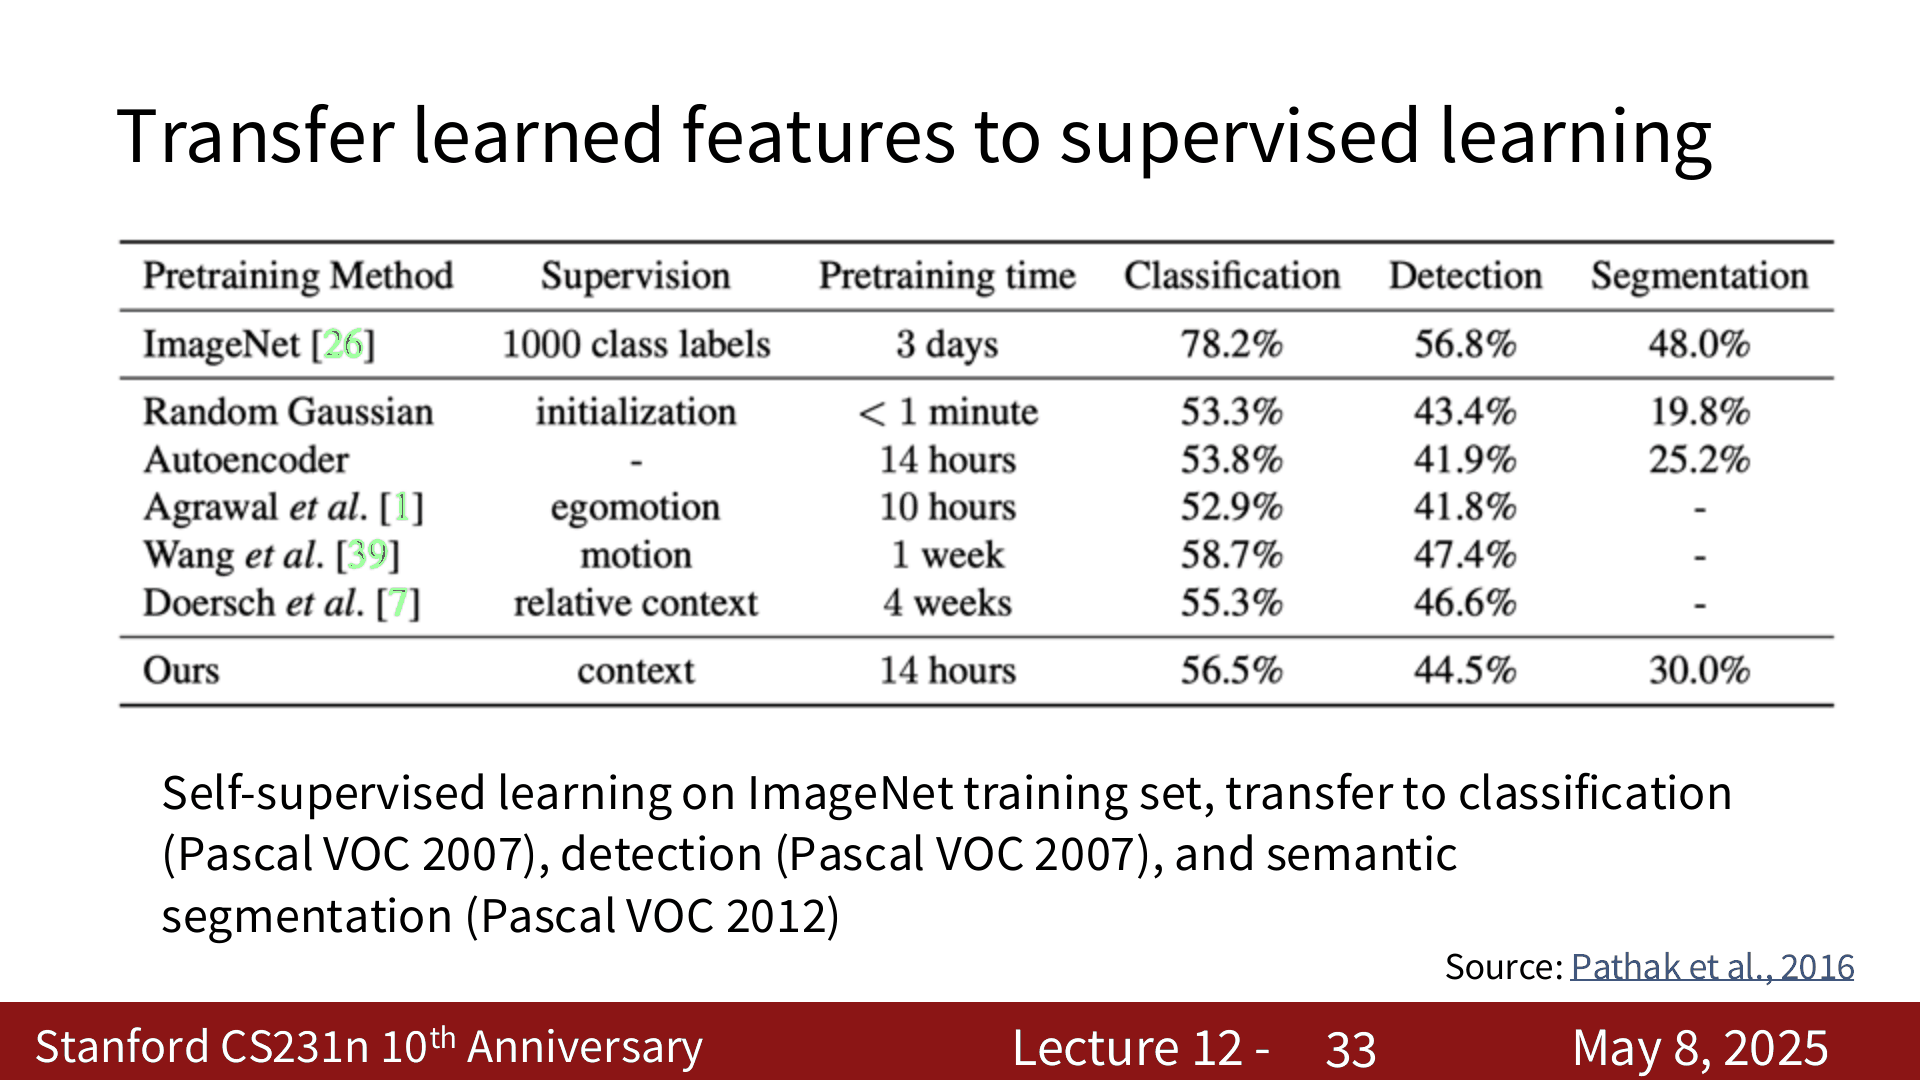 Transfer learned features to supervised learning
Pretraining Method Supervision Pretraining time Classification Detection Segmentation
ImageNet [26] 1000 class labels 3 days 78.2% 56.8% 48.0%
Random Gaussian initialization < 1 minute 53.3% 43.4% 19.8%
Autoencoder - 14 hours 53.8% 41.9% 25.2%
Agrawal et al. [1] egomotion 10 hours 52.9% 41.8% -
Wang et al. [39] motion 1 week 58.7% 47.4% -
Doersch et al. [7] relative context 4 weeks 55.3% 46.6% -
Ours context 14 hours 56.5% 44.5% 30.0%
Self-supervised learning on ImageNet training set, transfer to classification
(Pascal VOC 2007), detection (Pascal VOC 2007), and semantic
segmentation (Pascal VOC 2012)
Source: Pathak et al., 2016
Stanford CS231n 10th Anniversary Lecture 12 - 33 May 8, 2025